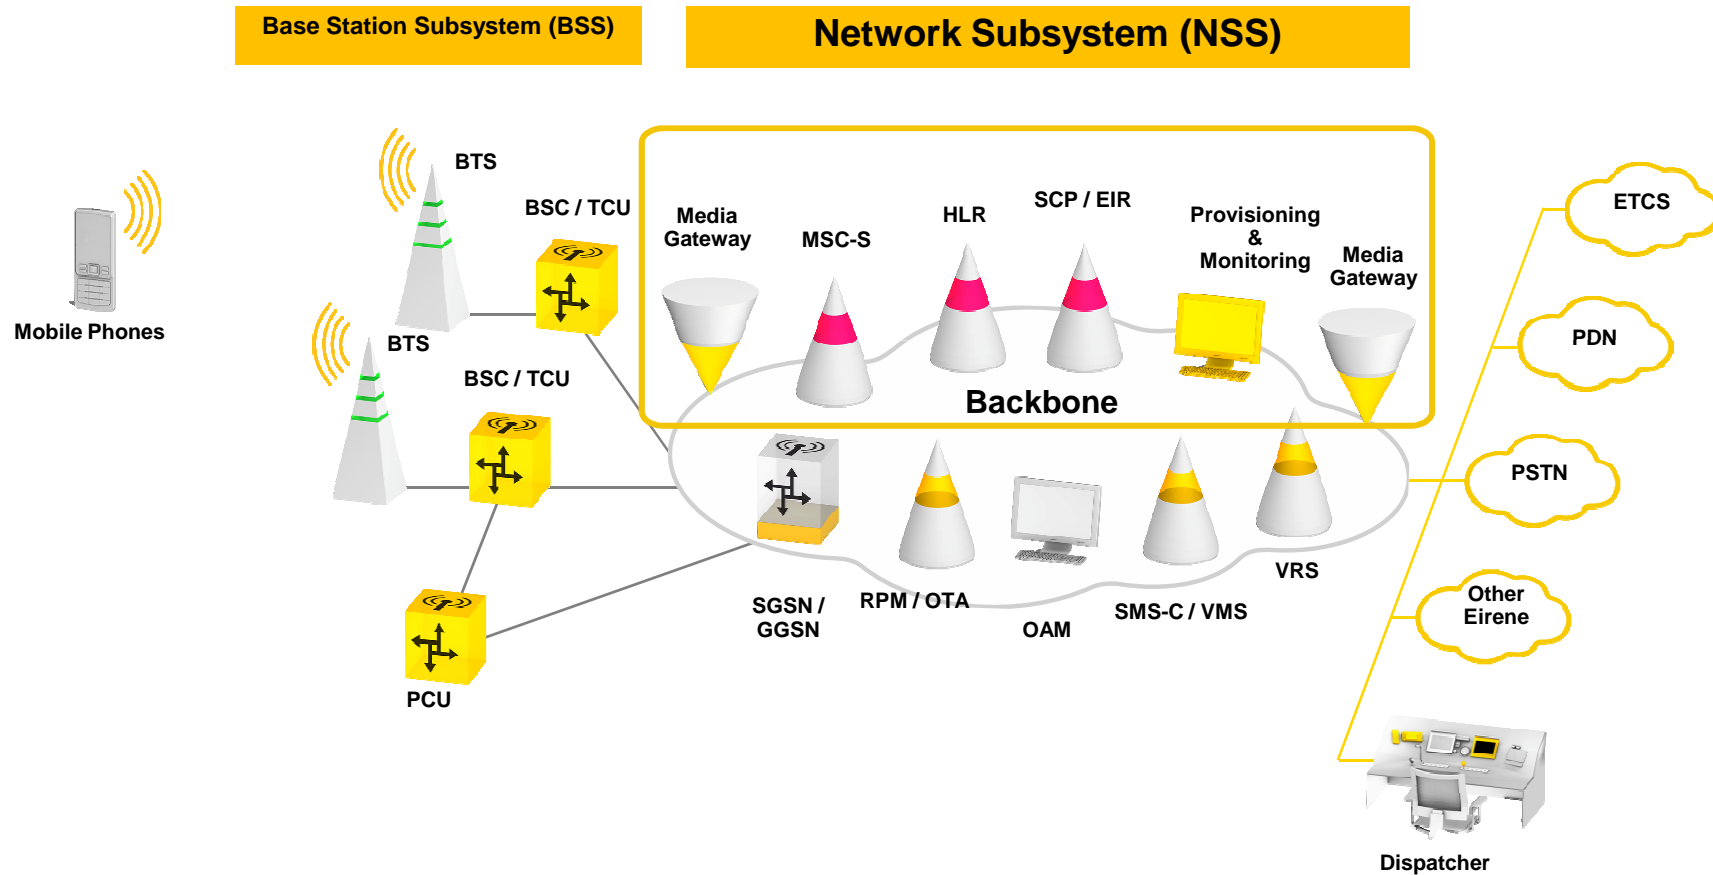 Base Station Subsystem (BSS)
Network Subsystem (NSS)
Mobile Phones
BTS
BSC / TCU
BTS
BSC / TCU
PCU
Media
Gateway
MSC-S
HLR
SCP / EIR
Provisioning
&
Monitoring
Media
Gateway
Backbone
SGSN /
GGSN
RPM / OTA
OAM
SMS-C / VMS
VRS
ETCS
PDN
PSTN
Other
Eirene
Dispatcher